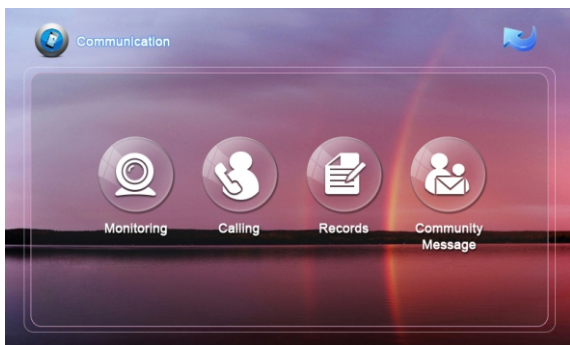 Communication
Monitoring
Calling
Records
Community
Message